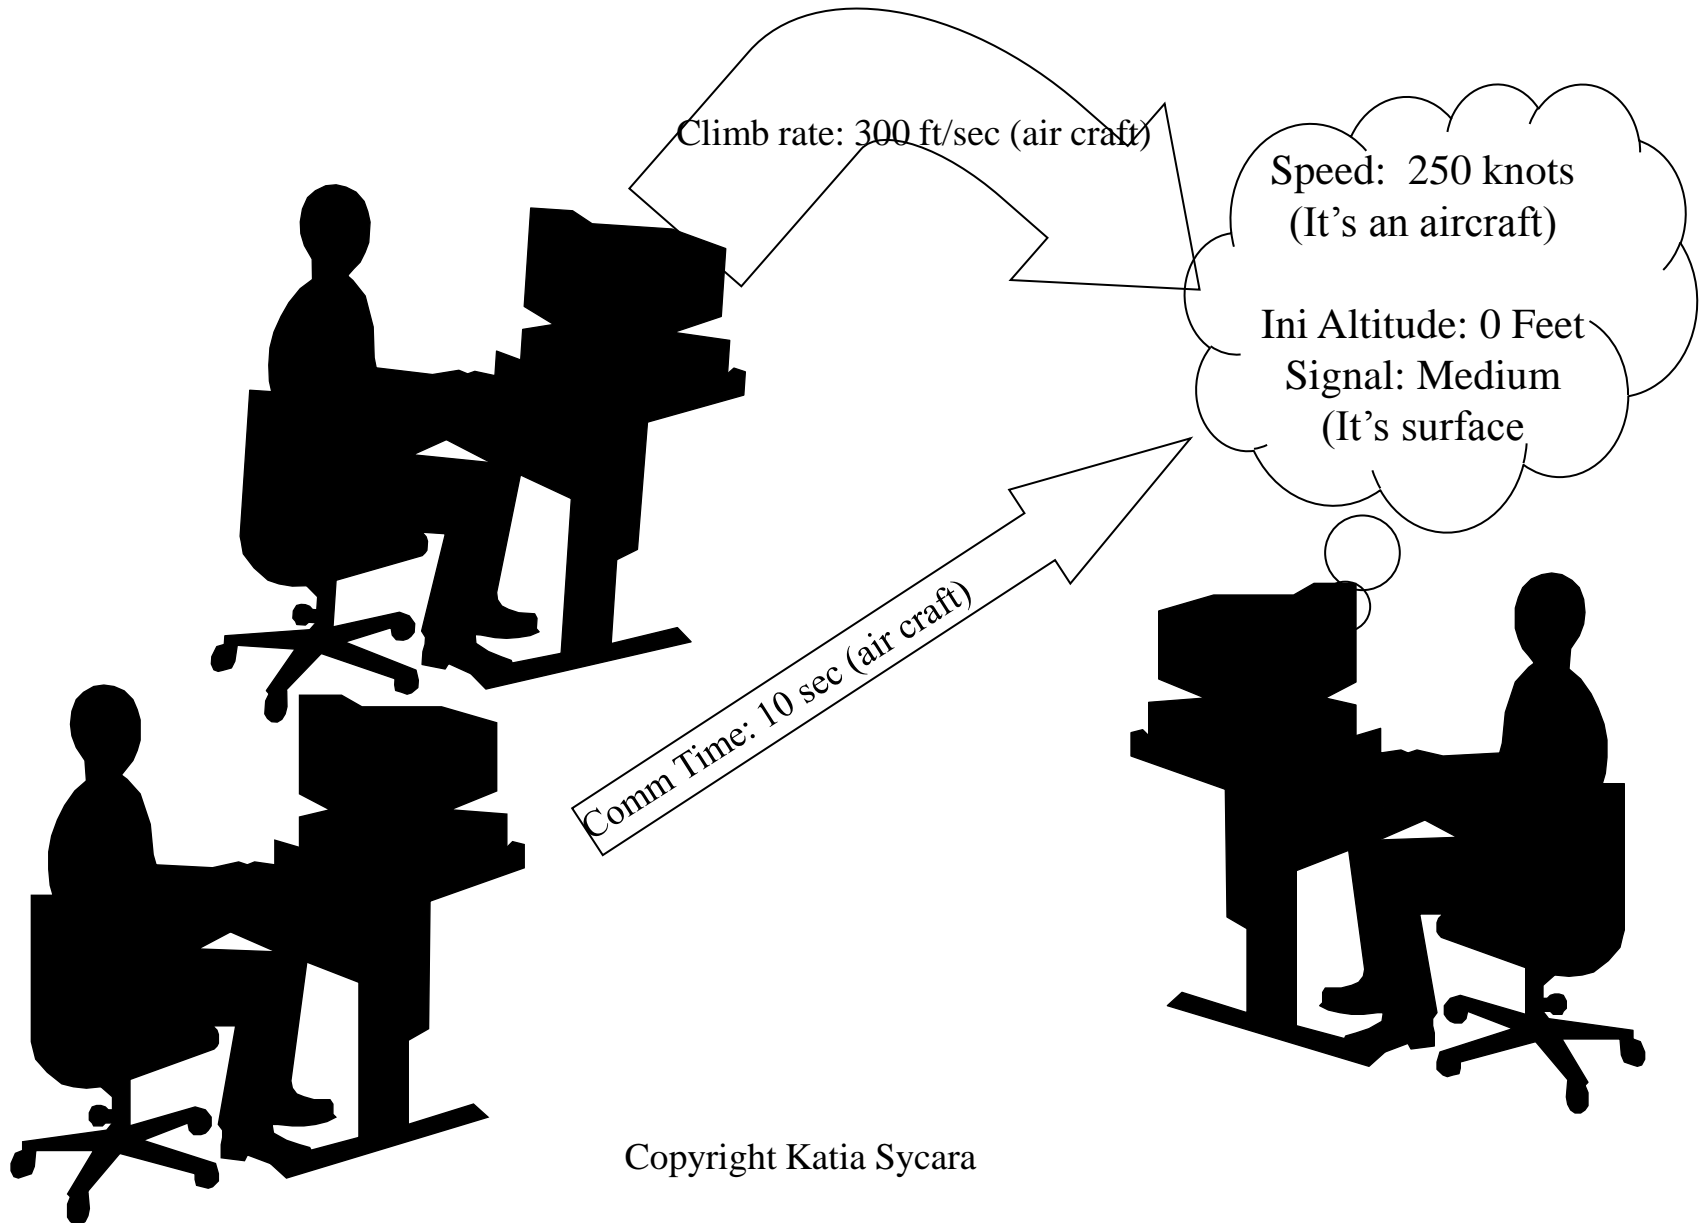 Climb rate: 300 ft/sec (air craft)
Speed:  250 knots
(It’s an aircraft)
Ini Altitude: 0 Feet
Signal: Medium
(It’s surface
Comm Time: 10 sec (air craft)
Copyright Katia Sycara